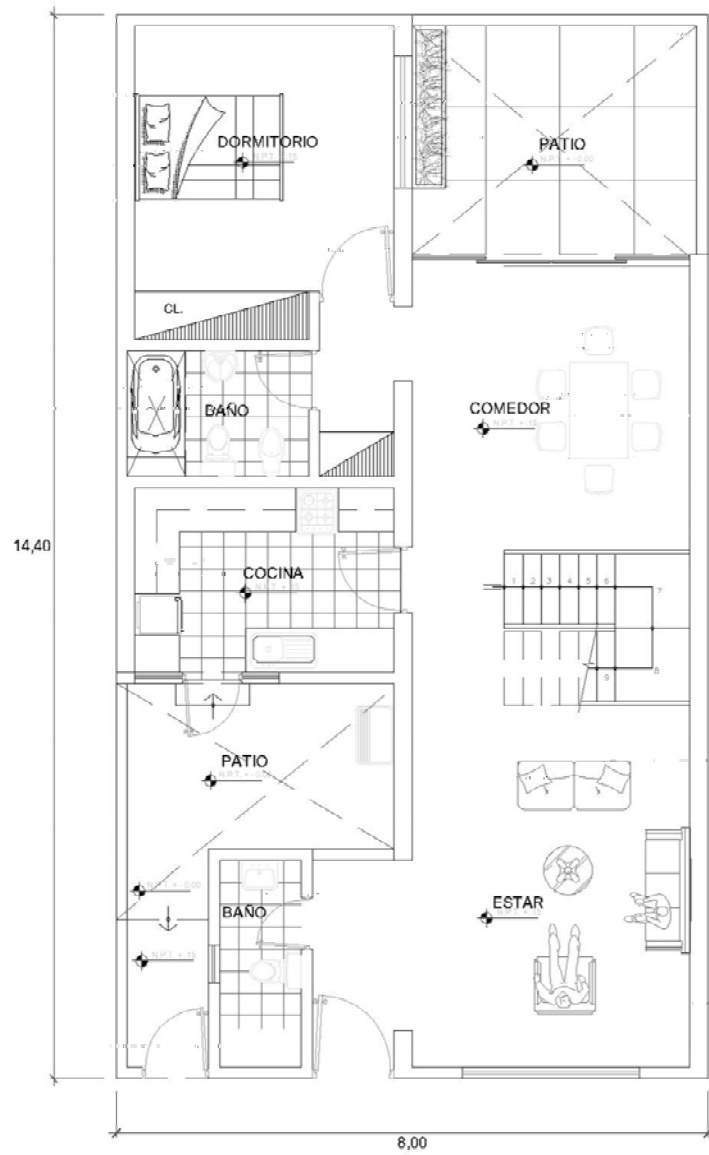 DORMITORIO
PATIO
CL.
BAÑO
COMEDOR
14,40
COCINA
1 2 3 4 5 6
7
9
8
PATIO
ESTAR
BAÑO
8,00